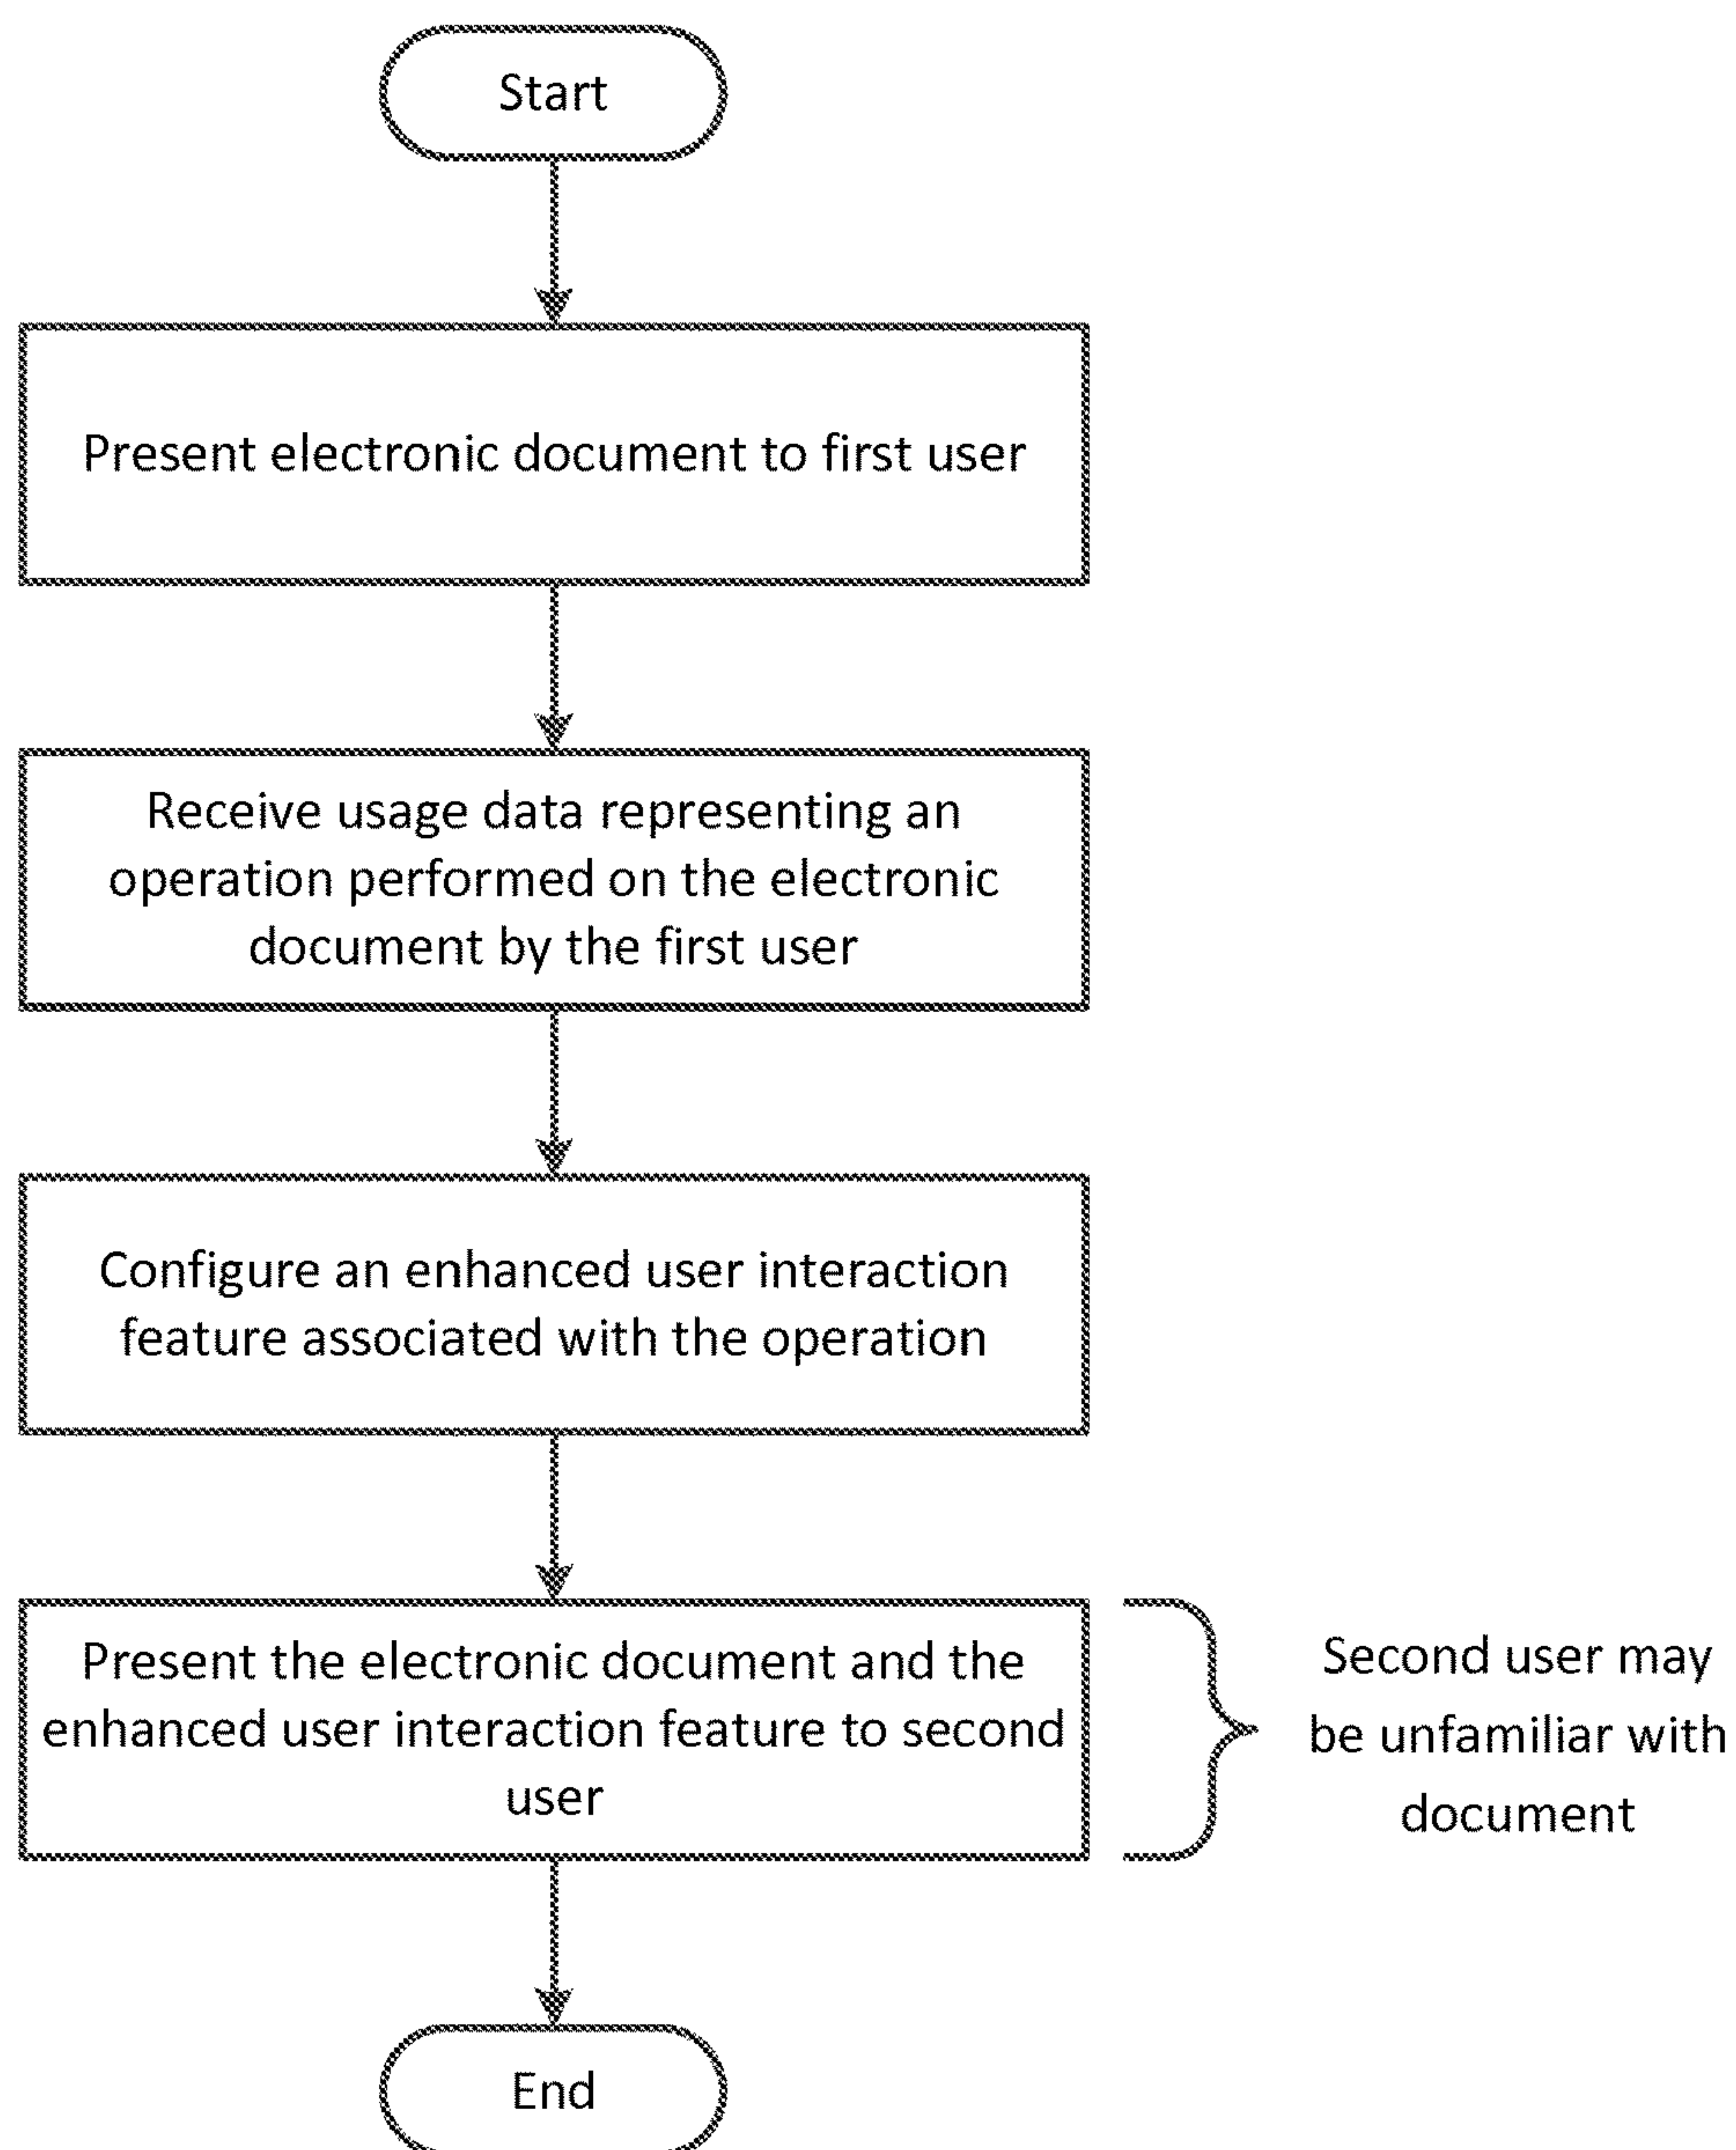 Start
Present electronic document to first user
Receive usage data representing an
operation performed on the electronic
document by the first user
Configure an enhanced user interaction
feature associated with the operation
Present the electronic document and the
enhanced user interaction feature to second
user
Second user may
be unfamiliar with
document
End